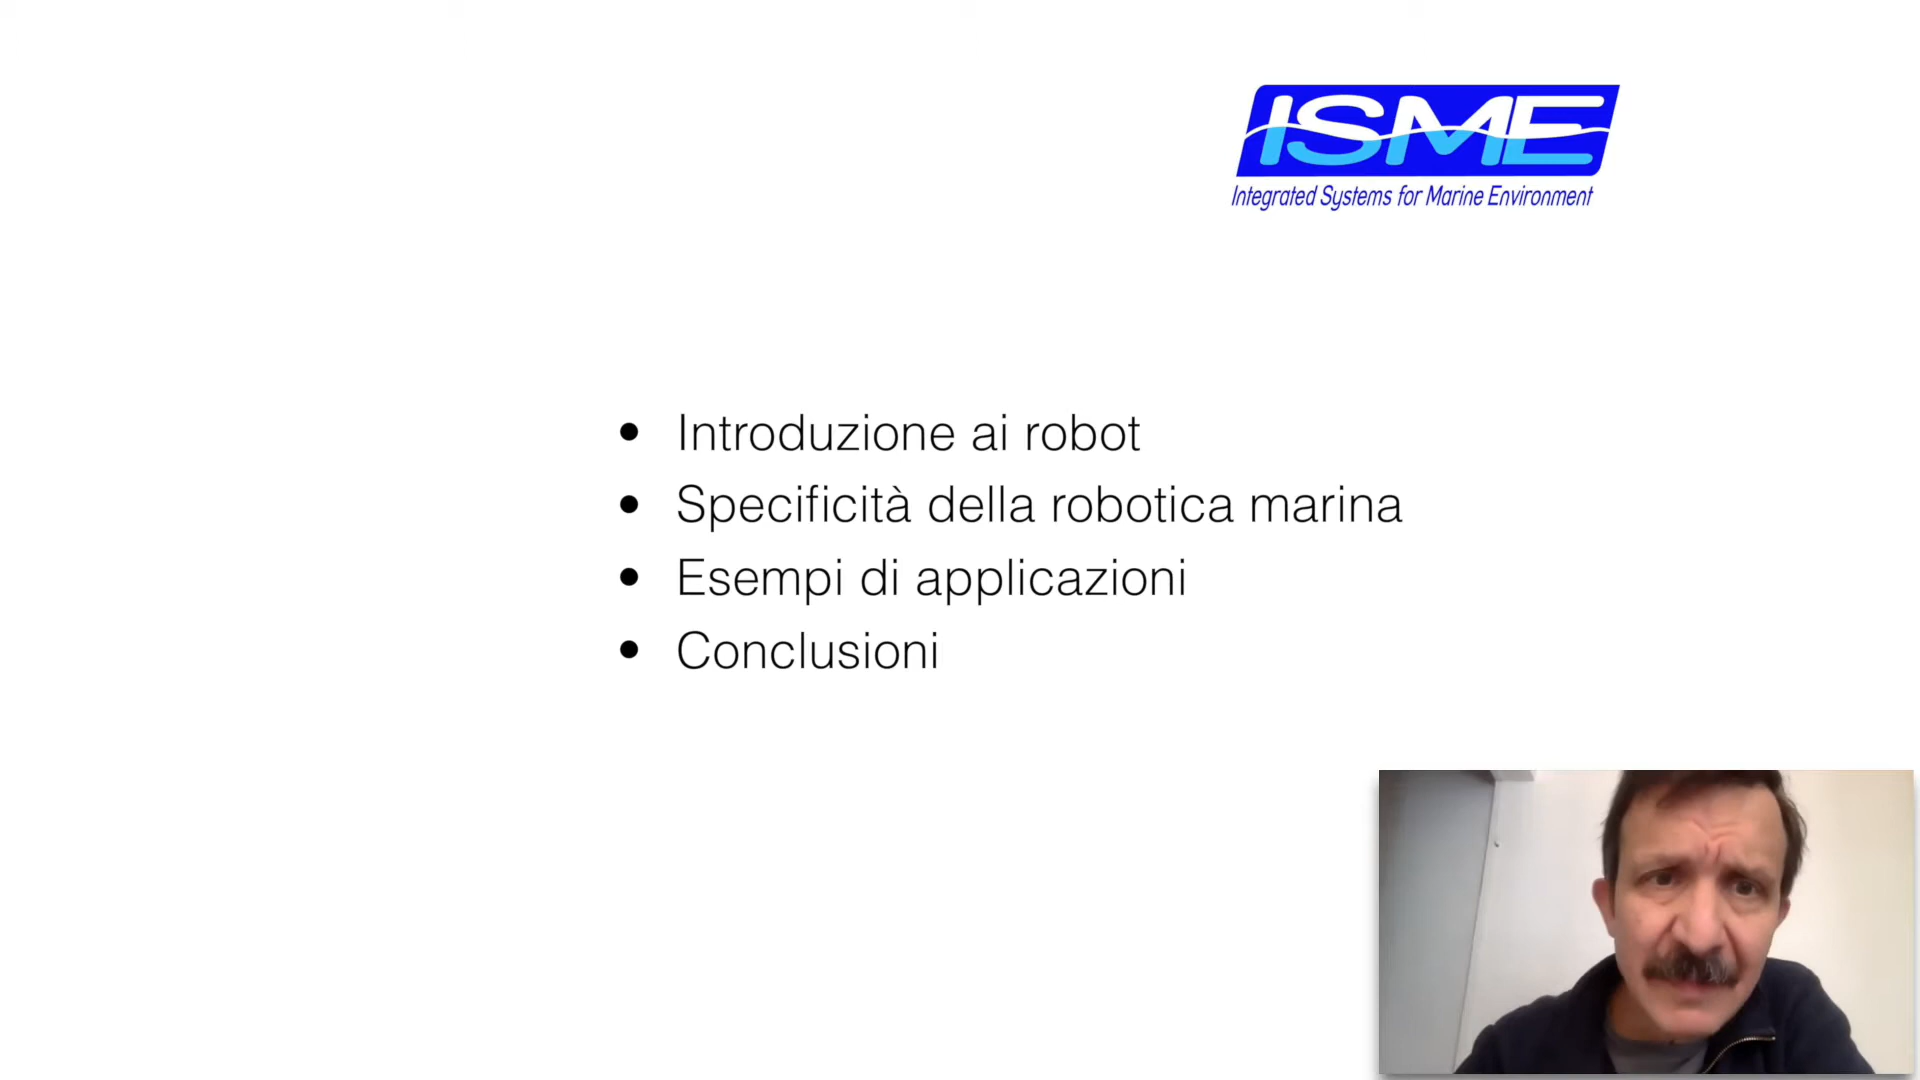 ISME
Integrated Systems for Marine Environment
• Introduzione ai robot
• Specificità della robotica marina
• Esempi di applicazioni
• Conclusioni